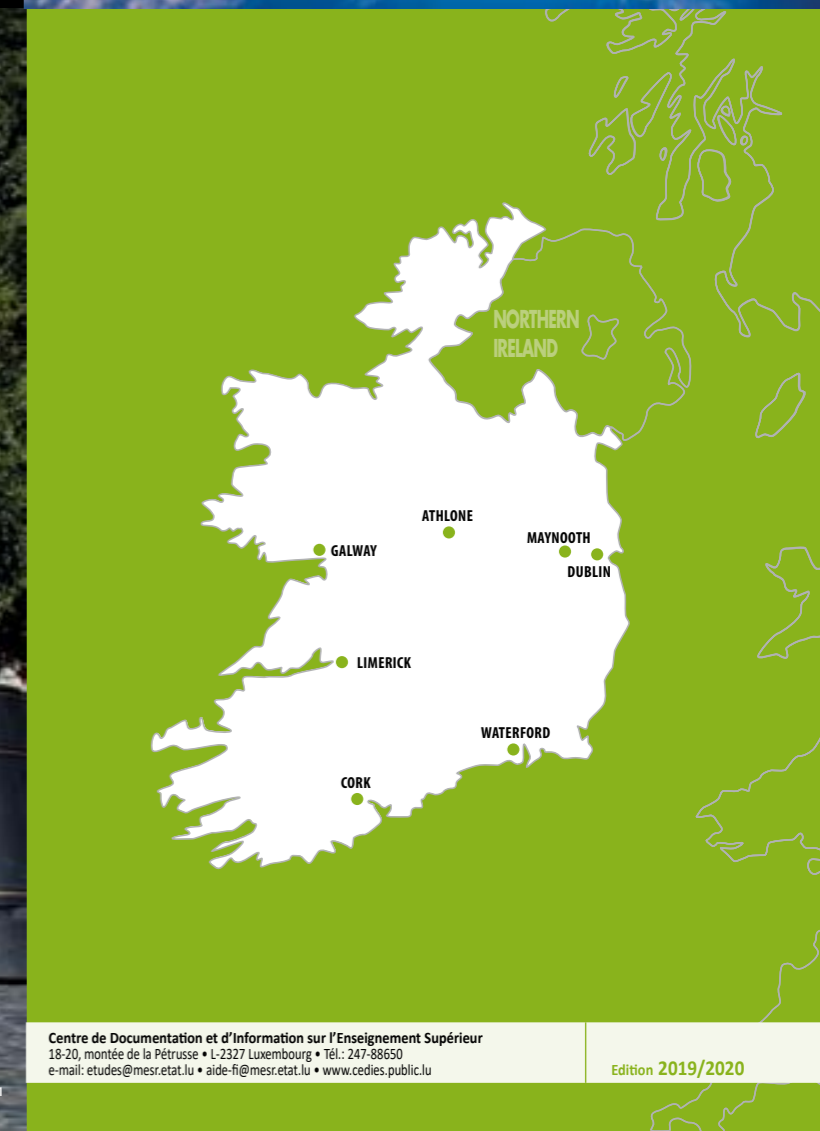 NORTHERN
IRELAND
ATHLONE
MAYNOOTH
GALWAY
DUBLIN
LIMERICK
WATERFORD
CORK
Centre de Documentation et d'Information sur l'Enseignement Supérieur
18-20, montée de la Pétrusse • L-2327 Luxembourg • Tél.: 247-88650
e-mail: etudes@mesr.etat.lu • aide-fi@mesr.etat.lu • www.cedies.public.lu
Edition 2019/2020